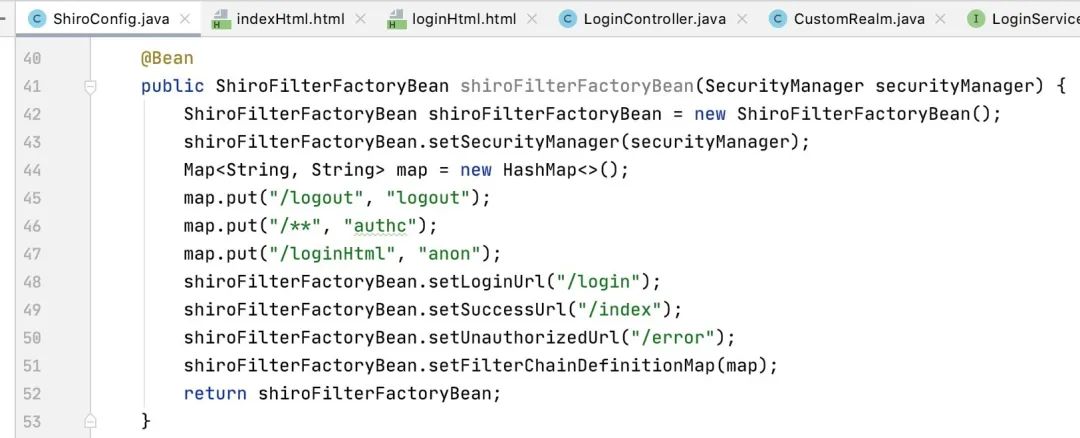 ShiroConfig.java × indexHtml.html × loginHtml.html × LoginController.java × CustomRealm.java × LoginService
40 @Bean
41 public ShiroFilterFactoryBean shiroFilterFactoryBean(SecurityManager securityManager) {
42 ShiroFilterFactoryBean shiroFilterFactoryBean = new ShiroFilterFactoryBean();
43 shiroFilterFactoryBean.setSecurityManager(securityManager);
44 Map<String, String> map = new HashMap<>();
45 map.put("/logout", "logout");
46 map.put("/**", "authc");
47 map.put("/loginHtml", "anon");
48 shiroFilterFactoryBean.setLoginUrl("/login");
49 shiroFilterFactoryBean.setSuccessUrl("/index");
50 shiroFilterFactoryBean.setUnauthorizedUrl("/error");
51 shiroFilterFactoryBean.setFilterChainDefinitionMap(map);
52 return shiroFilterFactoryBean;
53 }